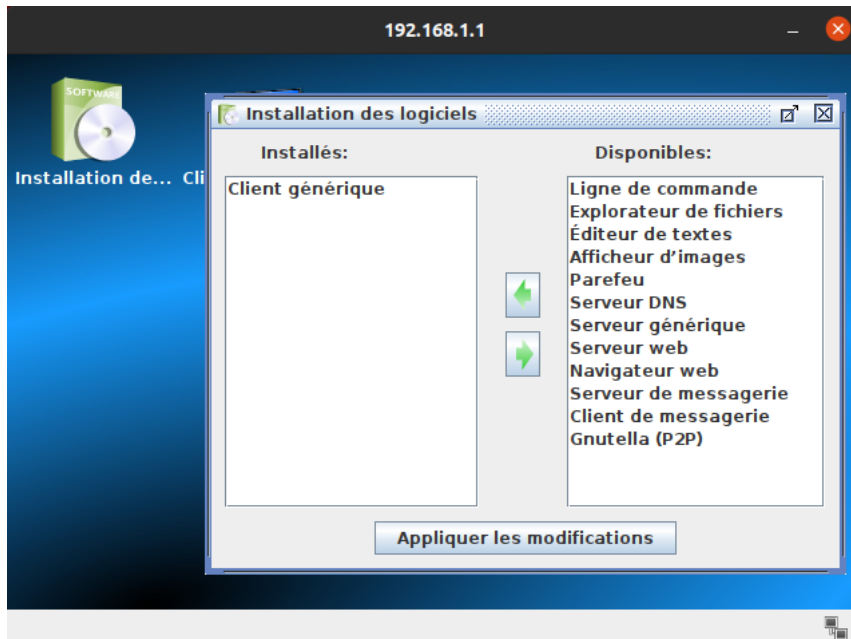 192.168.1.1
SOFTWARE
Installation de...
Cli
Installation des logiciels
Installés:
Client générique
Disponibles:
Ligne de commande
Explorateur de fichiers
Éditeur de textes
Afficheur d’images
Parefeu
Serveur DNS
Serveur générique
Serveur web
Navigateur web
Serveur de messagerie
Client de messagerie
Gnutella (P2P)
Appliquer les modifications